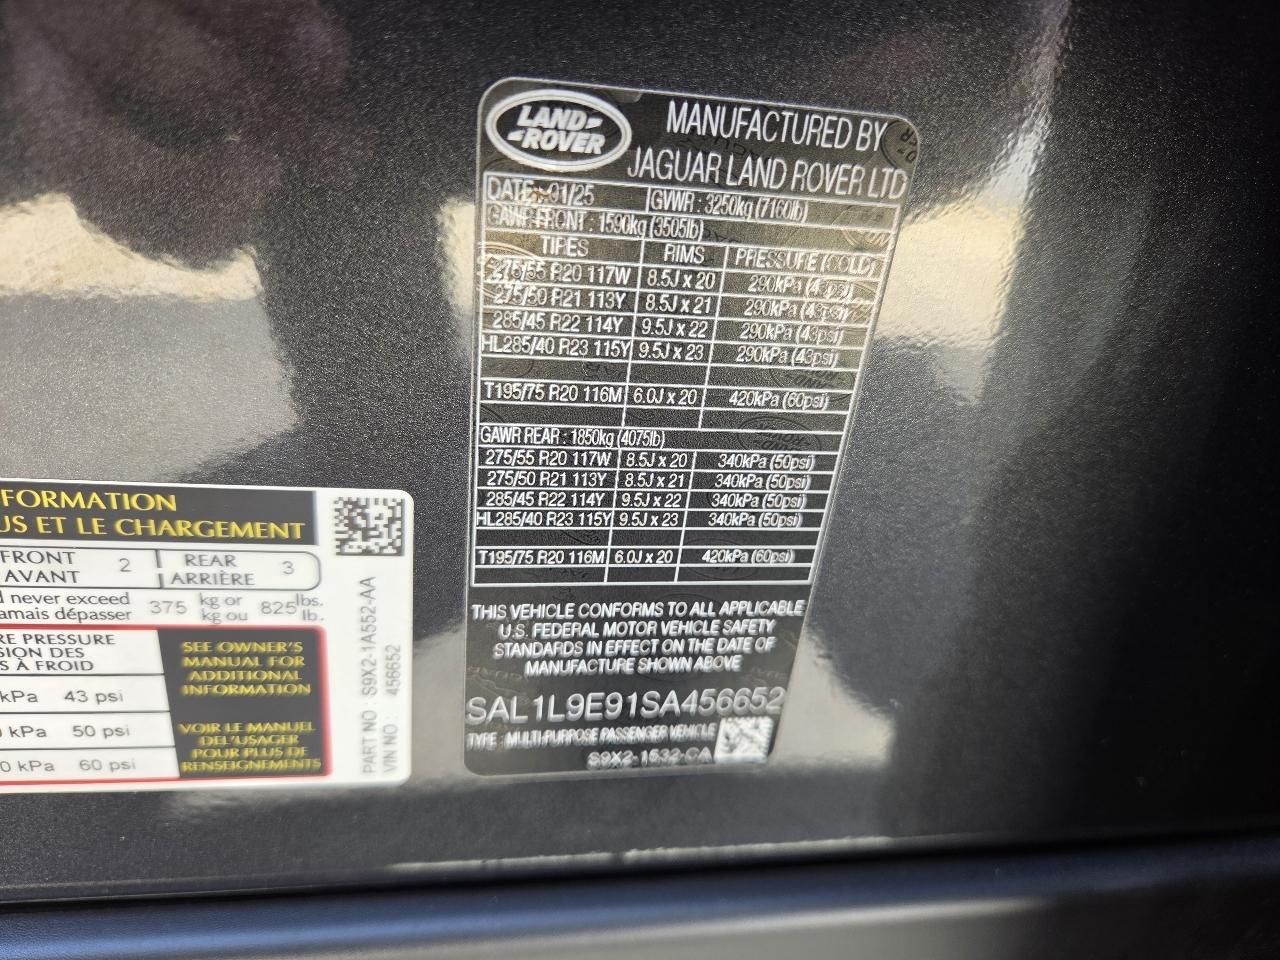 LAND ROVER
MANUFACTURED BY
JAGUAR LAND ROVER LTD
DATE : 01/25 GVWR : 3250kg (7160lb)
GAWR FRONT : 1590kg (3505lb)
TIRES RIMS PRESSURE (COLD)
275/55 R20 117W 8.5J x 20 290kPa (43psi)
275/50 R21 113Y 8.5J x 21 290kPa (43psi)
285/45 R22 114Y 9.5J x 22 290kPa (43psi)
HL285/40 R23 115Y 9.5J x 23 290kPa (43psi)
T195/75 R20 116M 6.0J x 20 420kPa (60psi)
GAWR REAR : 1850kg (4075lb)
275/55 R20 117W 8.5J x 20 340kPa (50psi)
275/50 R21 113Y 8.5J x 21 340kPa (50psi)
285/45 R22 114Y 9.5J x 22 340kPa (50psi)
HL285/40 R23 115Y 9.5J x 23 340kPa (50psi)
T195/75 R20 116M 6.0J x 20 420kPa (60psi)
THIS VEHICLE CONFORMS TO ALL APPLICABLE
U.S. FEDERAL MOTOR VEHICLE SAFETY
STANDARDS IN EFFECT ON THE DATE OF
MANUFACTURE SHOWN ABOVE
SAL1L9E91SA456652
TYPE : MULTI-PURPOSE PASSENGER VEHICLE
S9X2-1532-CA
FORMATION
US ET LE CHARGEMENT
FRONT 2 REAR 3
AVANT ARRIÈRE
d never exceed 375 kg or 825 lbs.
jamais dépasser kg ou lb.
RE PRESSURE
SION DES
S À FROID
kPa 43 psi
0 kPa 50 psi
0 kPa 60 psi
SEE OWNER'S
MANUAL FOR
ADDITIONAL
INFORMATION
VOIR LE MANUEL
DEL'USAGER
POUR PLUS DE
RENSEIGNEMENTS
PART NO : S9X2-1A552-AA
VIN NO : 456652